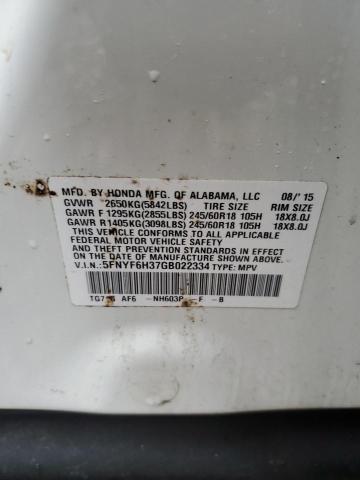 MFD. BY HONDA MFG. OF ALABAMA, LLC 08/'15
GVWR 2650KG(5842LBS) TIRE SIZE RIM SIZE
GAWR F 1295KG(2855LBS) 245/60R18 105H 18X8.0J
GAWR R 1405KG(3098LBS) 245/60R18 105H 18X8.0J
THIS VEHICLE CONFORMS TO ALL APPLICABLE
FEDERAL MOTOR VEHICLE SAFETY, BUMPER,
AND THEFT PREVENTION STANDARDS IN EFFECT
ON THE DATE OF MANUFACTURE SHOWN ABOVE.
V.I.N.: 5FNYF6H37GB022334 TYPE: MPV
AF6 F - B